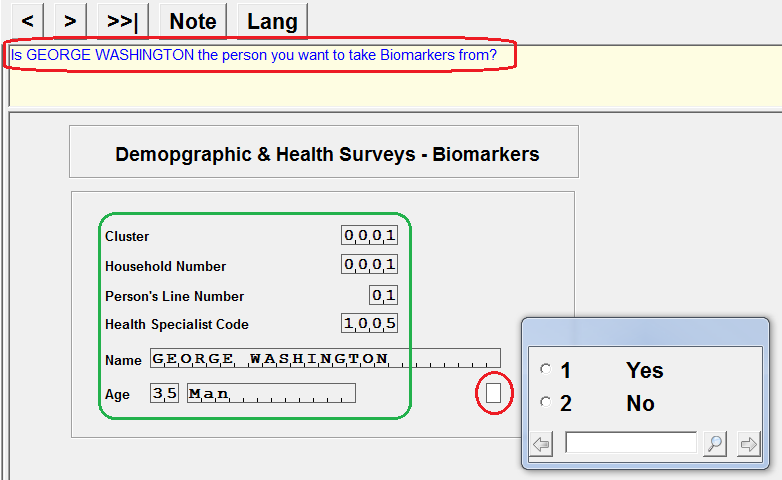 < > >>| Note Lang
Is GEORGE WASHINGTON the person you want to take Biomarkers from?
Demopgraphic & Health Surveys - Biomarkers
Cluster 0001
Household Number 0001
Person's Line Number 01
Health Specialist Code 1005
Name GEORGE WASHINGTON
Age 35 Man
1 Yes
2 No